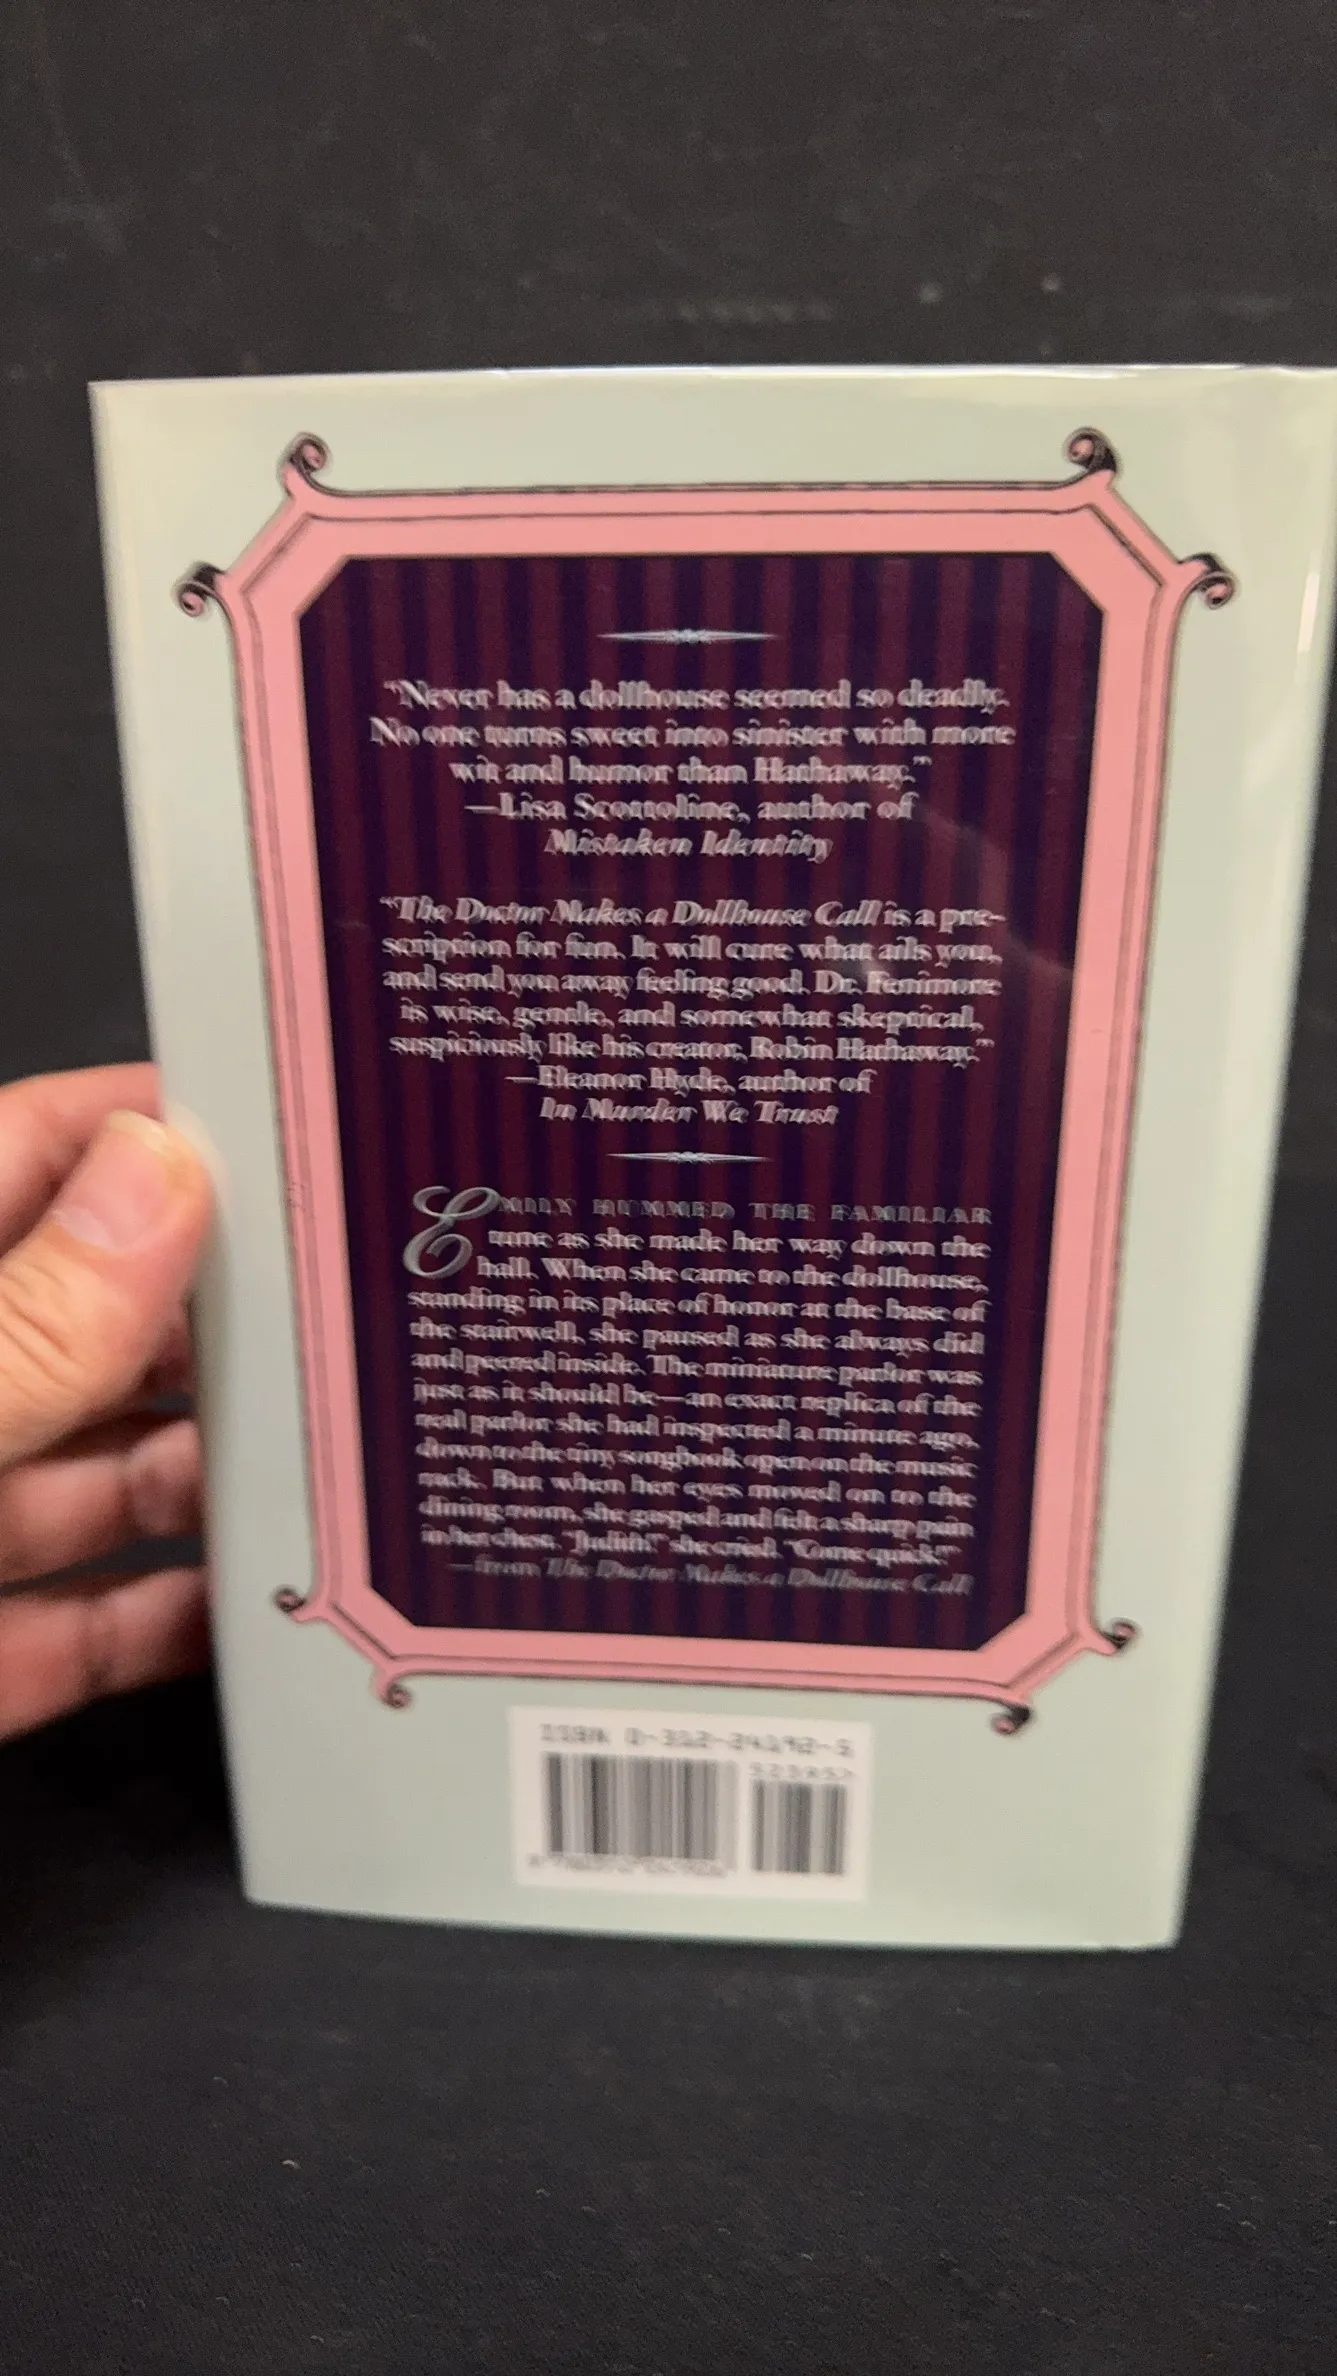 "Never has a dollhouse seemed so deadly.
No one turns sweet into sinister with more
wit and humor than Hathaway."
—Lisa Scottoline, author of
Mistaken Identity
"The Doctor Makes a Dollhouse Call is a pre-
scription for fun. It will cure what ails you,
and send you away feeling good. Dr. Fenimore
is wise, gentle, and somewhat skeptical,
suspiciously like his creator, Robin Hathaway."
—Eleanor Hyde, author of
In Murder We Trust
EMILY HUMMED THE FAMILIAR
tune as she made her way down the
hall. When she came to the dollhouse,
standing in its place of honor at the base of
the stairwell, she paused as she always did
and peered inside. The miniature parlor was
just as it should be—an exact replica of the
real parlor she had inspected a minute ago,
down to the tiny songbook open on the music
rack. But when her eyes moved on to the
dining room, she gasped and felt a sharp pain
in her chest. "Judith!" she cried. "Come quick!"
—from The Doctor Makes a Dollhouse Call
ISBN 0-312-24192-5